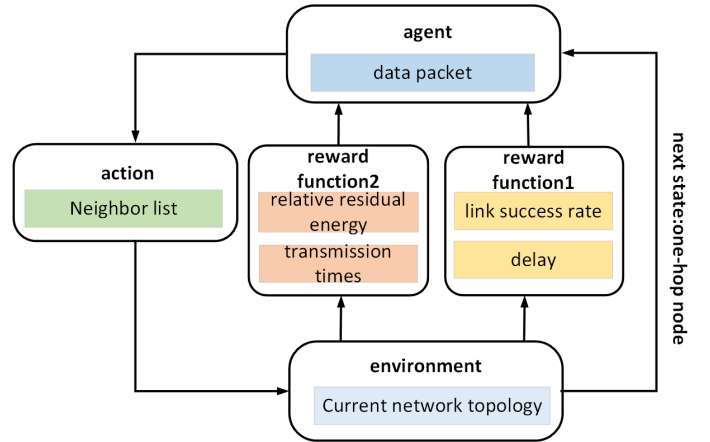 agent
data packet
action
Neighbor list
reward
function2
relative residual
energy
transmission
times
reward
function1
link success rate
delay
next state:one-hop node
environment
Current network topology